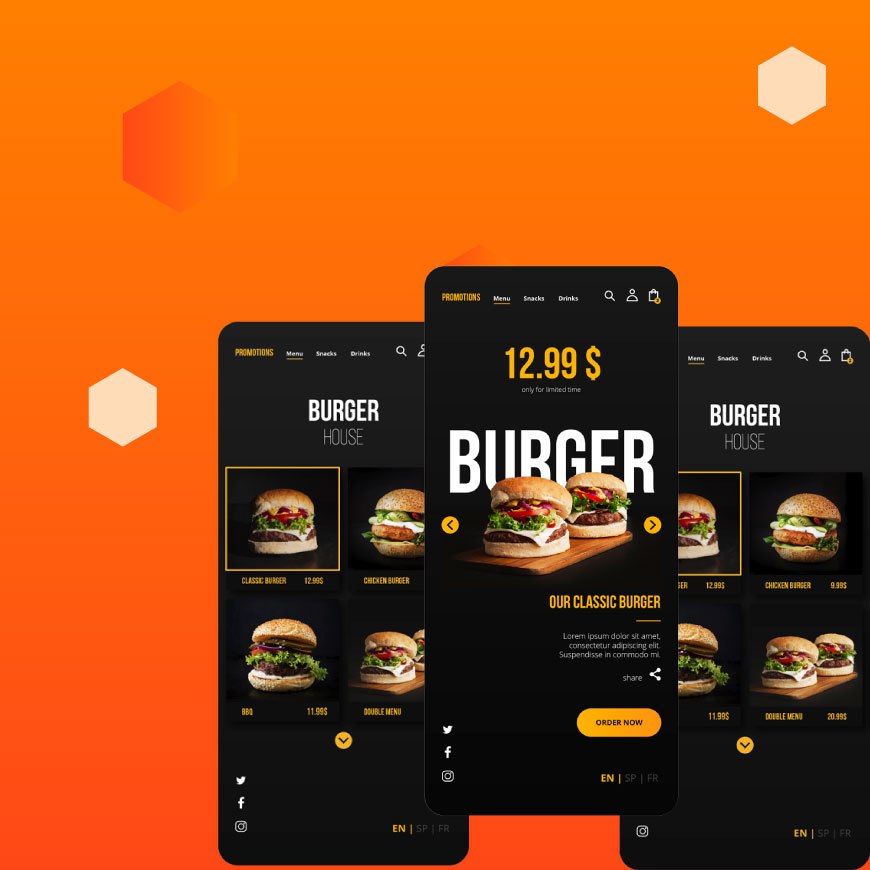 PROMOTIONS Menu Snacks Drinks
BURGER
HOUSE
CLASSIC BURGER 12.99$
CHICKEN BURGER
BBQ 11.99$
DOUBLE MENU
EN | SP | FR
PROMOTIONS Menu Snacks Drinks
12.99 $
only for limited time
BURGER
OUR CLASSIC BURGER
Lorem ipsum dolor sit amet,
consectetur adipiscing elit.
Suspendisse in commodo mi.
share
ORDER NOW
EN | SP | FR
Menu Snacks Drinks
BURGER
HOUSE
12.99$
CHICKEN BURGER 9.99$
11.99$
DOUBLE MENU 20.99$
EN | SP | FR